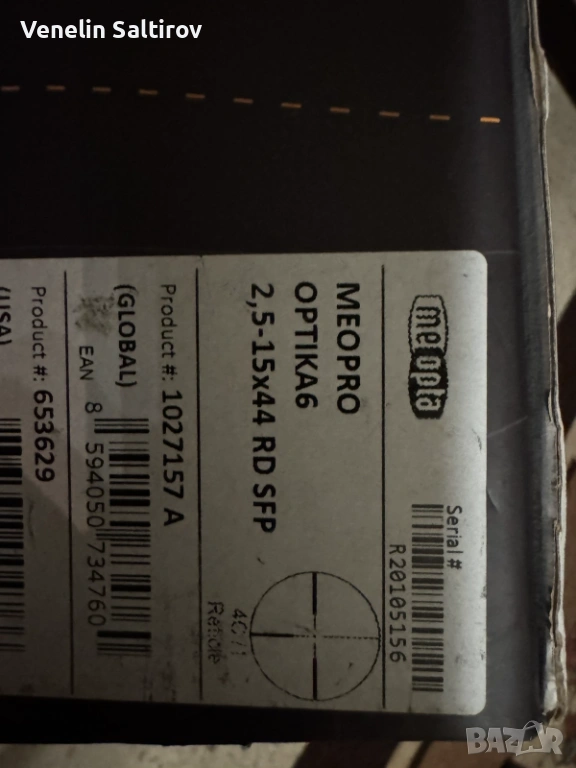 Venelin Saltirov
meopta
Serial #
R20105156
MEOPRO
OPTIKA6
2,5-15x44 RD SFP
Reticle
Product #: 1027157 A
(GLOBAL)
EAN
8 594050 734760
Product #: 653629
(USA)
BAZAR